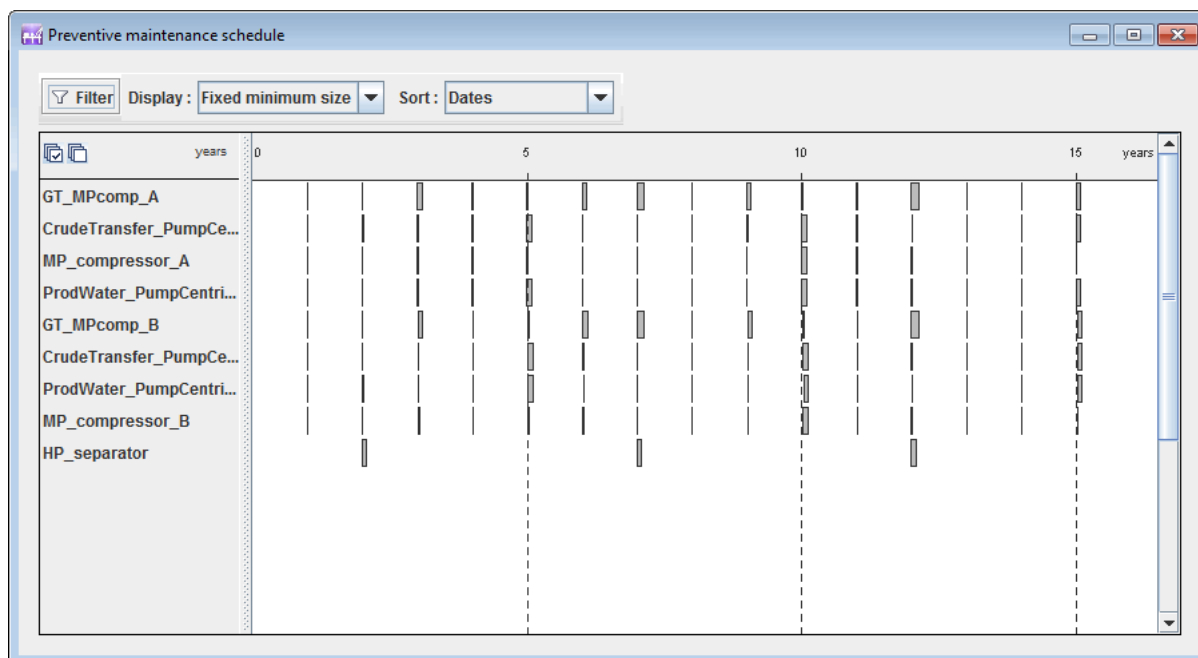 Preventive maintenance schedule
Filter Display : Fixed minimum size Sort : Dates
years 0 5 10 15 years
GT_MPcomp_A
CrudeTransfer_PumpCe...
MP_compressor_A
ProdWater_PumpCentri...
GT_MPcomp_B
CrudeTransfer_PumpCe...
ProdWater_PumpCentri...
MP_compressor_B
HP_separator